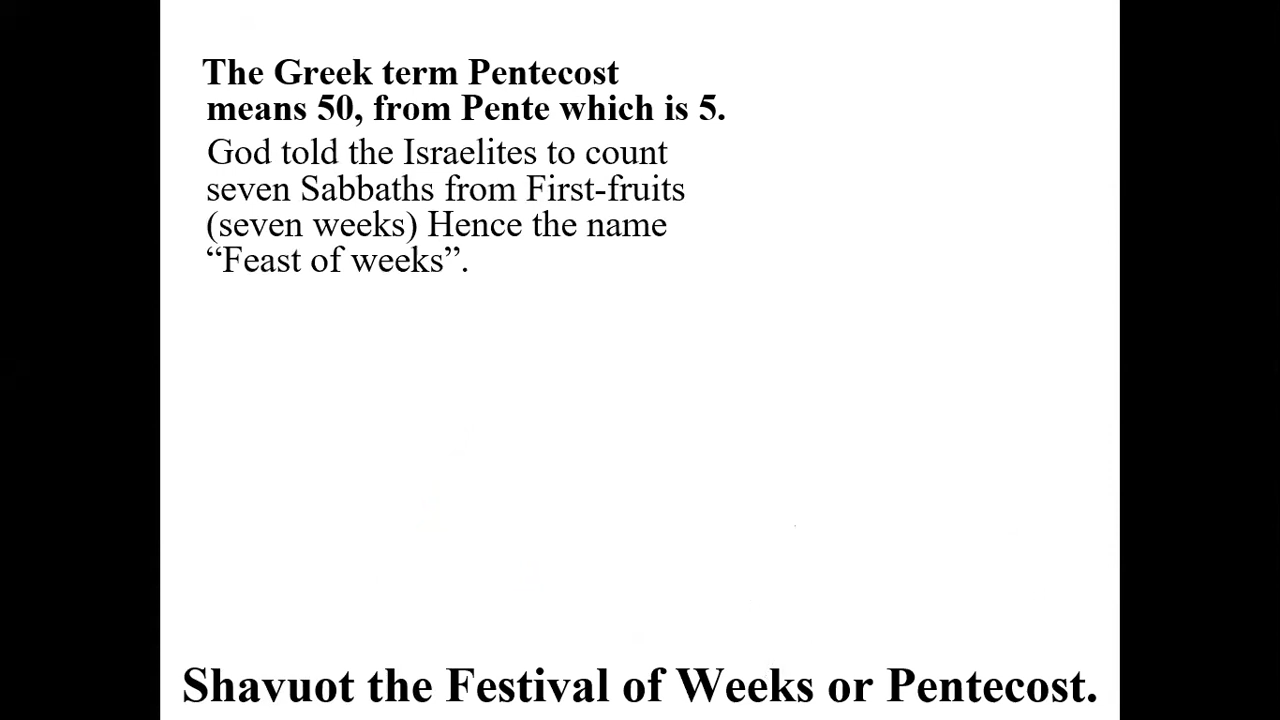 The Greek term Pentecost
means 50, from Pente which is 5.
God told the Israelites to count
seven Sabbaths from First-fruits
(seven weeks) Hence the name
“Feast of weeks”.
Shavuot the Festival of Weeks or Pentecost.